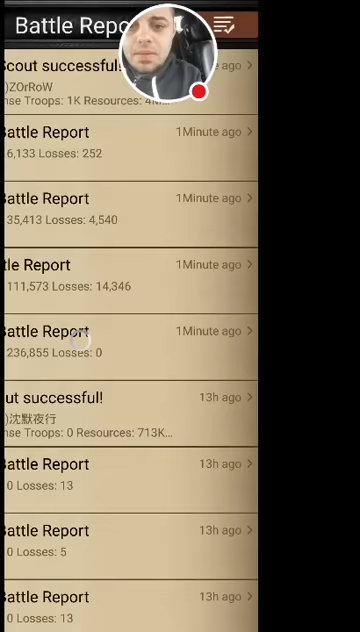 Battle Repo
Scout successful!
e ago
)ZOrRoW
nse Troops: 1K Resources: 4
Battle Report
1Minute ago
6,133 Losses: 252
Battle Report
1Minute ago
35,413 Losses: 4,540
tle Report
1Minute ago
111,573 Losses: 14,346
Battle Report
1Minute ago
236,855 Losses: 0
ut successful!
13h ago
)沈默夜行
nse Troops: 0 Resources: 713K...
Battle Report
13h ago
0 Losses: 13
Battle Report
13h ago
0 Losses: 5
Battle Report
13h ago
0 Losses: 13